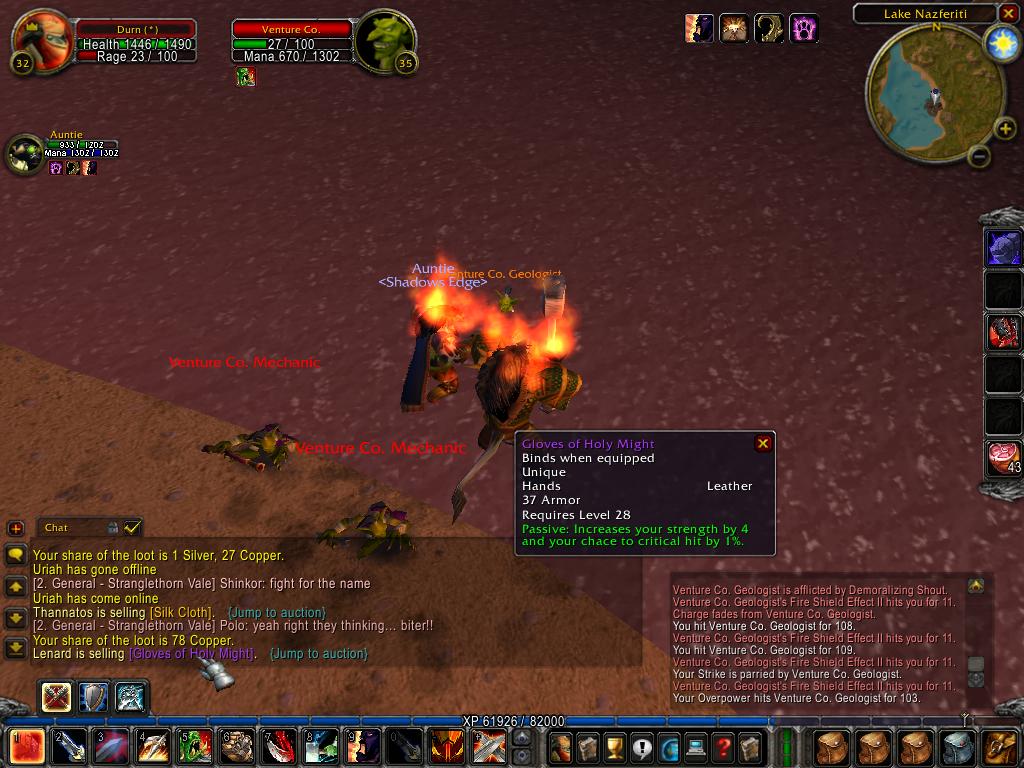 Durn (*)
Health 1446 / 1490
Rage 23 / 100
32
Venture Co.
27 / 100
Mana 670 / 1302
35
Lake Nazferiti
N
Auntie
933 / 1202
Mana 1302 / 1302
Auntie
<Shadows Edge>
enture Co. Geologist
Venture Co. Mechanic
Venture Co. Mechanic
Gloves of Holy Might
Binds when equipped
Unique
Hands Leather
37 Armor
Requires Level 28
Passive: Increases your strength by 4
and your chace to critical hit by 1%.
43
Chat
Your share of the loot is 1 Silver, 27 Copper.
Uriah has gone offline
[2. General - Stranglethorn Vale] Shinkor: fight for the name
Uriah has come online
Thannatos is selling [Silk Cloth]. {Jump to auction}
[2. General - Stranglethorn Vale] Polo: yeah right they thinking... biter!!
Your share of the loot is 78 Copper.
Lenard is selling [Gloves of Holy Might]. {Jump to auction}
Venture Co. Geologist is afflicted by Demoralizing Shout.
Venture Co. Geologist's Fire Shield Effect II hits you for 11.
Charge fades from Venture Co. Geologist.
You hit Venture Co. Geologist for 108.
Venture Co. Geologist's Fire Shield Effect II hits you for 11.
You hit Venture Co. Geologist for 109.
Venture Co. Geologist's Fire Shield Effect II hits you for 11.
Your Strike is parried by Venture Co. Geologist.
Venture Co. Geologist's Fire Shield Effect II hits you for 11.
Your Overpower hits Venture Co. Geologist for 103.
XP 61926 / 82000
1 2 3 4 5 6 7 8 9 0 - =